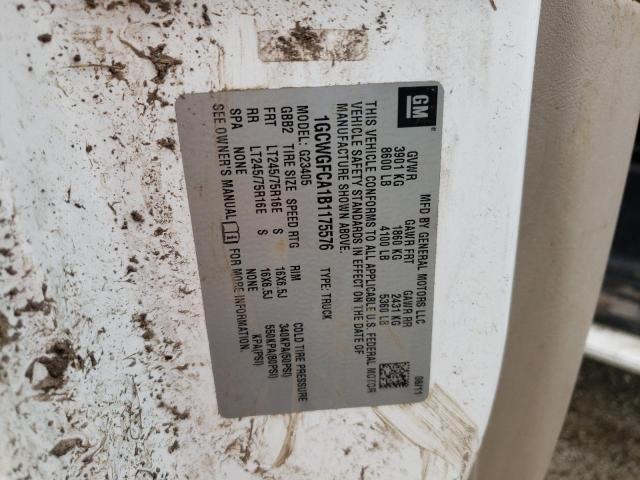 GM
MFD BY GENERAL MOTORS LLC
06/11
GVWR GAWR FRT GAWR RR
3901 KG 1860 KG 2431 KG
8600 LB 4100 LB 5360 LB
THIS VEHICLE CONFORMS TO ALL APPLICABLE U.S. FEDERAL MOTOR
VEHICLE SAFETY STANDARDS IN EFFECT ON THE DATE OF
MANUFACTURE SHOWN ABOVE.
1GCWGFCA1B1175576 TYPE: TRUCK
MODEL: G23405
GBB2 TIRE SIZE SPEED RTG RIM COLD TIRE PRESSURE
FRT LT245/75R16E S 16X6.5J 340KPA(50PSI)
RR LT245/75R16E S 16X6.5J 550KPA(80PSI)
SPA NONE NONE KPA(PSI)
SEE OWNER'S MANUAL FOR MORE INFORMATION.